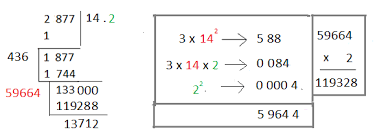 2 877 14 . 2
1
436 1 877
1 744
59664 133 000
119288
13712
3 x 14² → 5 88
3 x 14 x 2 → 0 084
2². → 0 000 4.
5 964 4
59664
x 2
119328